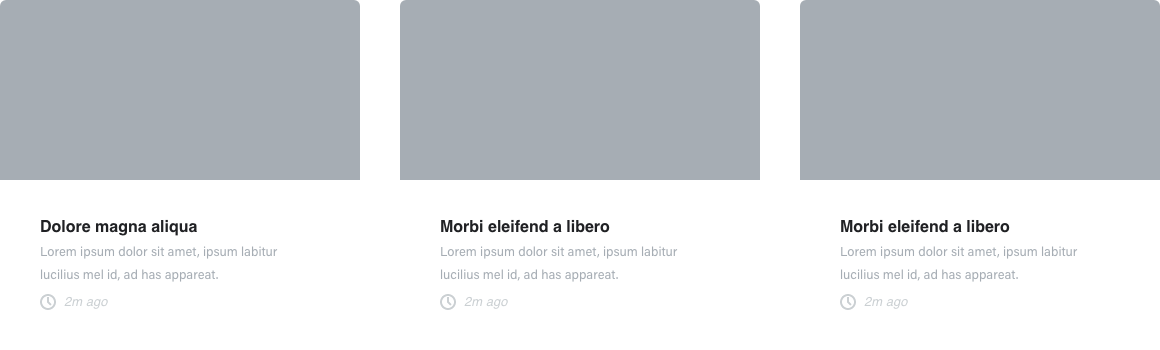 Dolore magna aliqua
Lorem ipsum dolor sit amet, ipsum labitur
lucilius mel id, ad has appareat.
2m ago
Morbi eleifend a libero
Lorem ipsum dolor sit amet, ipsum labitur
lucilius mel id, ad has appareat.
2m ago
Morbi eleifend a libero
Lorem ipsum dolor sit amet, ipsum labitur
lucilius mel id, ad has appareat.
2m ago